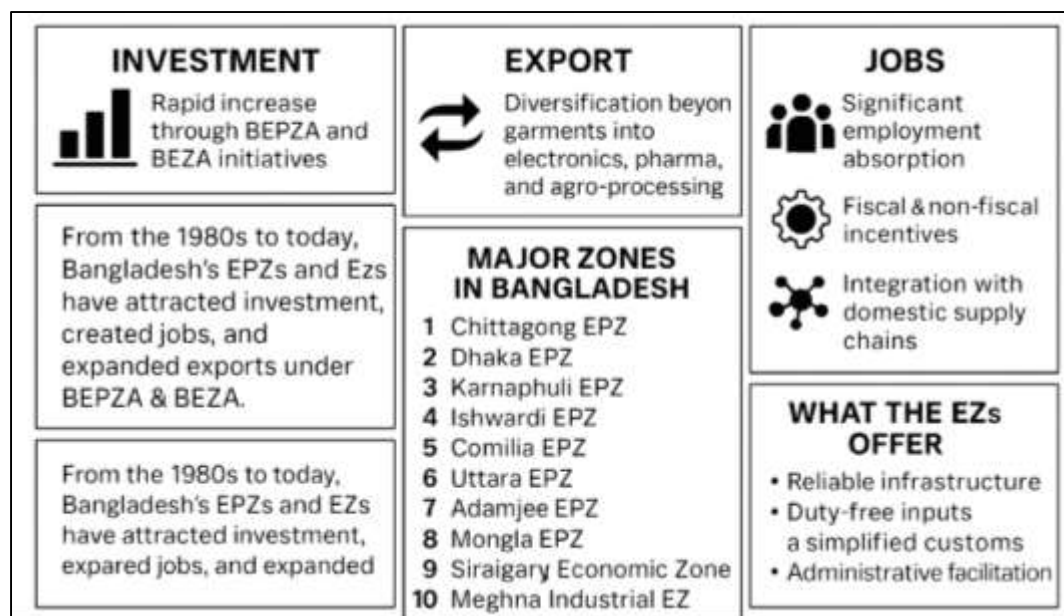 INVESTMENT
Rapid increase
through BEPZA and
BEZA initiatives
From the 1980s to today,
Bangladesh's EPZs and Ezs
have attracted investment,
created jobs, and
expanded exports under
BEPZA & BEZA.
From the 1980s to today,
Bangladesh's EPZs and EZs
have attracted investment,
expared jobs, and expanded
EXPORT
Diversification beyon
garments into
electronics, pharma,
and agro-processing
MAJOR ZONES
IN BANGLADESH
1 Chittagong EPZ
2 Dhaka EPZ
3 Karnaphuli EPZ
4 Ishwardi EPZ
5 Comilia EPZ
6 Uttara EPZ
7 Adamjee EPZ
8 Mongla EPZ
9 Siraigary Economic Zone
10 Meghna Industrial EZ
JOBS
Significant
employment
absorption
Fiscal & non-fiscal
incentives
Integration with
domestic supply
chains
WHAT THE EZs
OFFER
• Reliable infrastructure
• Duty-free inputs
a simplified customs
• Administrative facilitation